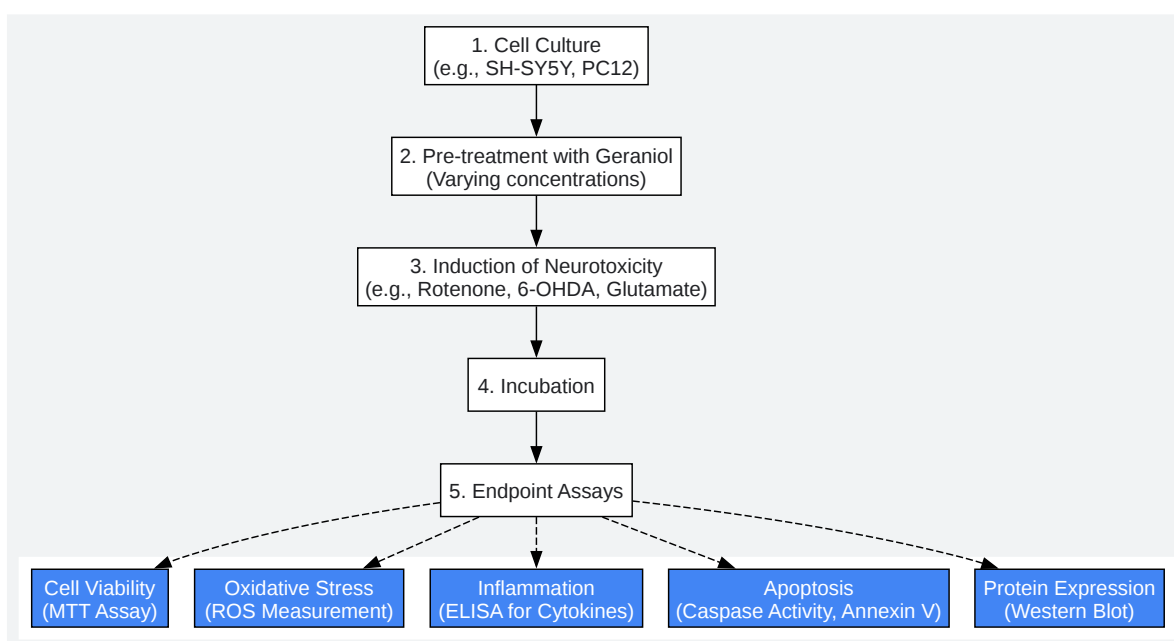 1. Cell Culture
(e.g., SH-SY5Y, PC12)
2. Pre-treatment with Geraniol
(Varying concentrations)
3. Induction of Neurotoxicity
(e.g., Rotenone, 6-OHDA, Glutamate)
4. Incubation
5. Endpoint Assays
Cell Viability
(MTT Assay)
Oxidative Stress
(ROS Measurement)
Inflammation
(ELISA for Cytokines)
Apoptosis
(Caspase Activity, Annexin V)
Protein Expression
(Western Blot)